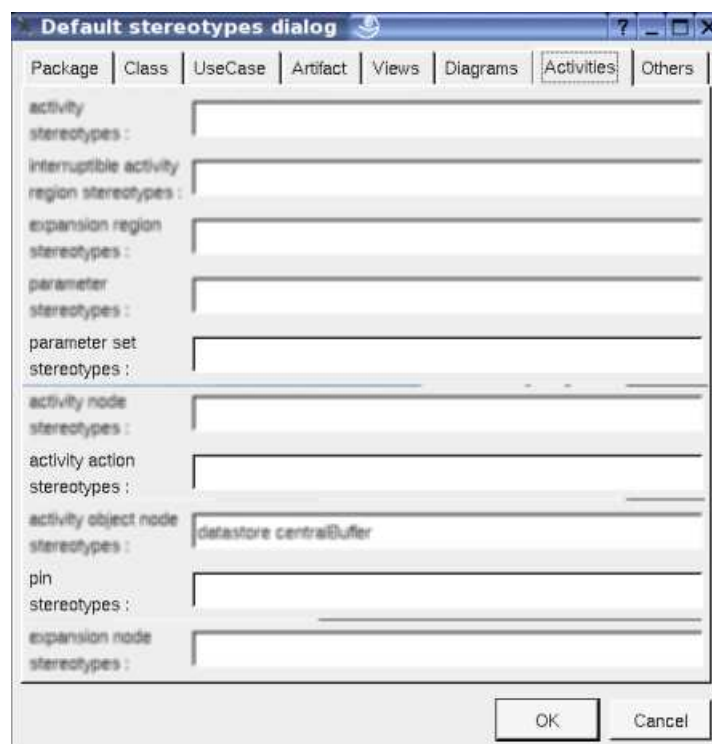 Default stereotypes dialog
Package Class UseCase Artifact Views Diagrams Activities Others
activity
stereotypes :
interruptible activity
region stereotypes :
expansion region
stereotypes :
parameter
stereotypes :
parameter set
stereotypes :
activity node
stereotypes :
activity action
stereotypes :
activity object node
stereotypes :
datastore centralBuffer
pin
stereotypes :
expansion node
stereotypes :
OK Cancel